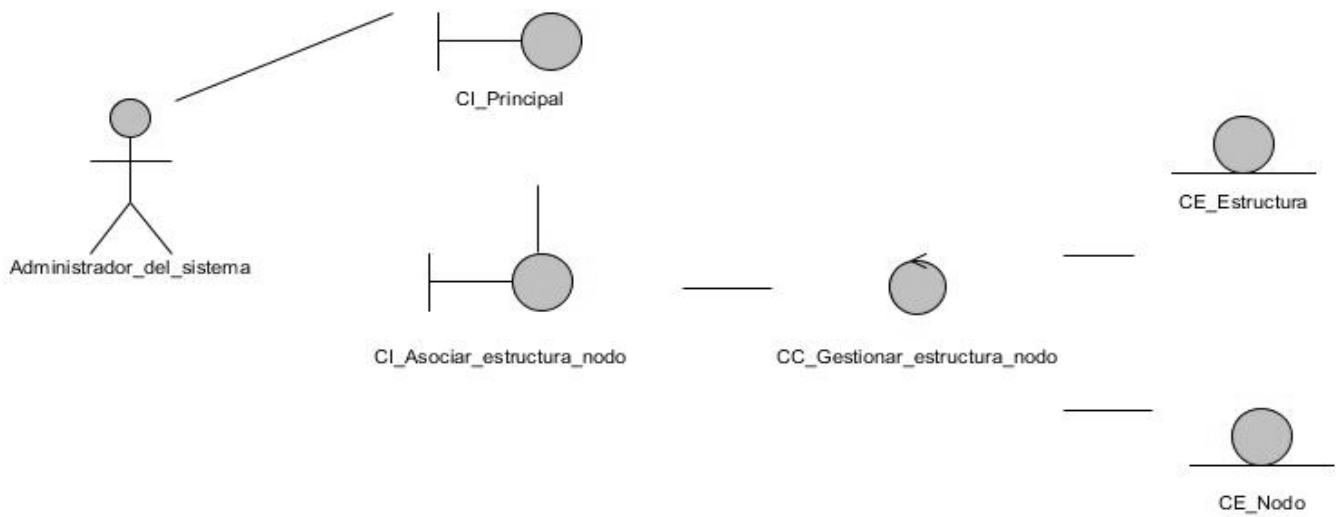 CI_Principal
CE_Estructura
Administrador_del_sistema
CI_Asociar_estructura_nodo
CC_Gestionar_estructura_nodo
CE_Nodo